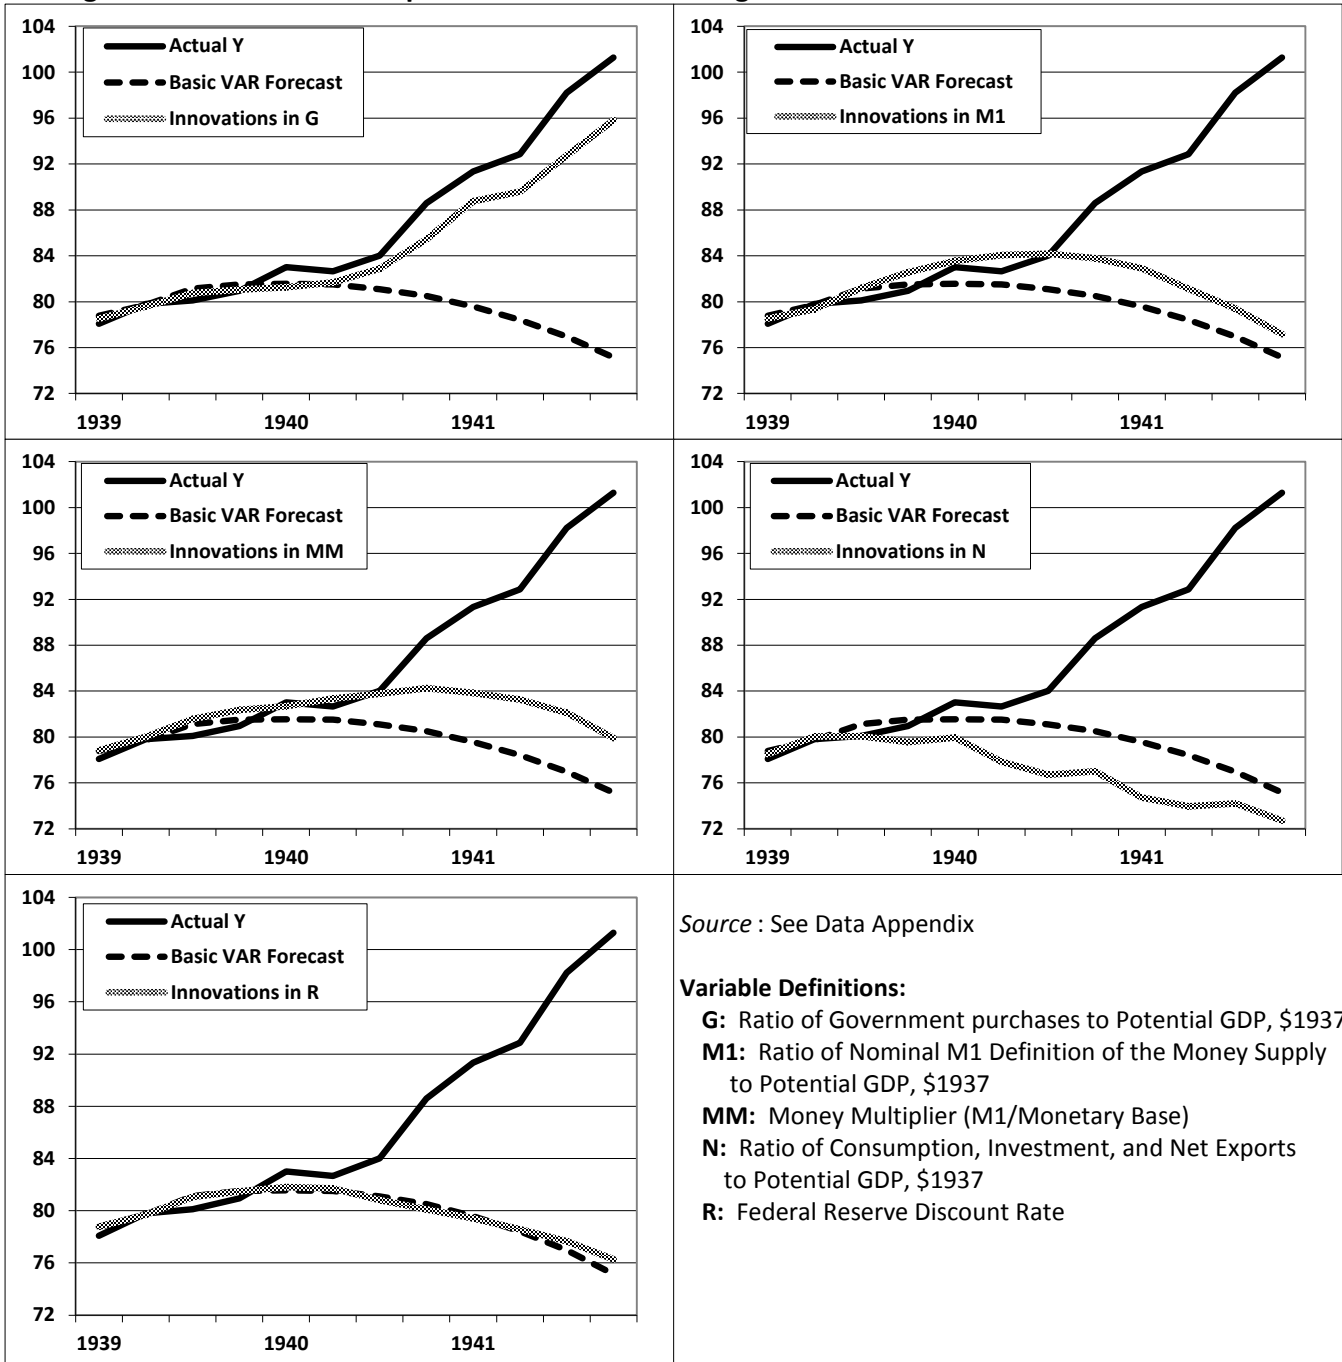 Actual Y
Basic VAR Forecast
Innovations in G
104
100
96
92
88
84
80
76
72
1939
1940
1941
Actual Y
Basic VAR Forecast
Innovations in M1
104
100
96
92
88
84
80
76
72
1939
1940
1941
Actual Y
Basic VAR Forecast
Innovations in MM
104
100
96
92
88
84
80
76
72
1939
1940
1941
Actual Y
Basic VAR Forecast
Innovations in N
104
100
96
92
88
84
80
76
72
1939
1940
1941
Actual Y
Basic VAR Forecast
Innovations in R
104
100
96
92
88
84
80
76
72
1939
1940
1941
Source : See Data Appendix
Variable Definitions:
G: Ratio of Government purchases to Potential GDP, $1937
M1: Ratio of Nominal M1 Definition of the Money Supply
to Potential GDP, $1937
MM: Money Multiplier (M1/Monetary Base)
N: Ratio of Consumption, Investment, and Net Exports
to Potential GDP, $1937
R: Federal Reserve Discount Rate